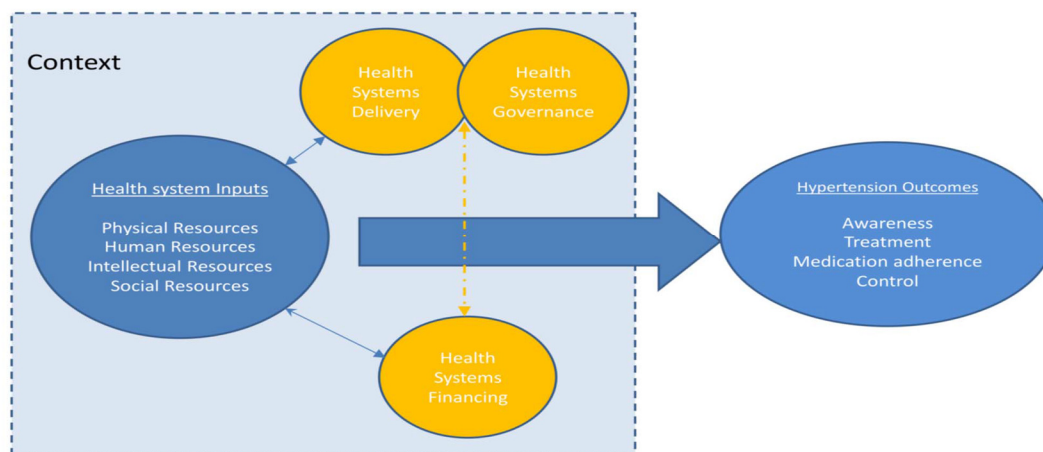 Context
Health
Systems
Delivery
Health
Systems
Governance
Health system Inputs
Physical Resources
Human Resources
Intellectual Resources
Social Resources
Hypertension Outcomes
Awareness
Treatment
Medication adherence
Control
Health
Systems
Financing